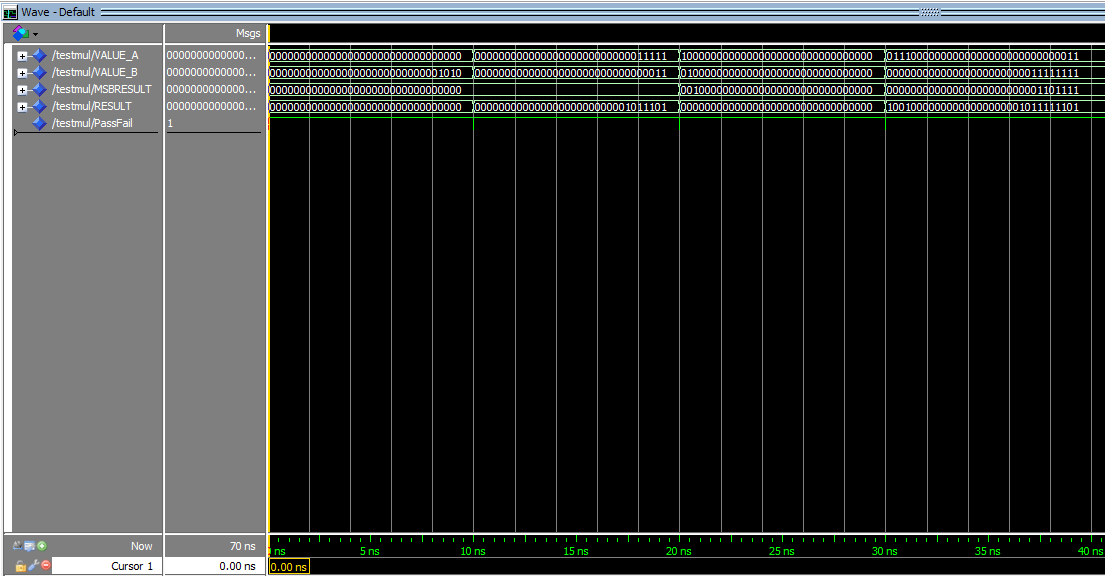 Wave - Default
Msgs
/testmul/VALUE_A 0000000000000... 00000000000000000000000000000000 00000000000000000000000000011111 10000000000000000000000000000000 01110000000000000000000000000011
/testmul/VALUE_B 0000000000000... 00000000000000000000000000001010 00000000000000000000000000000011 01000000000000000000000000000000 00000000000000000000000011111111
/testmul/MSBRESULT 0000000000000... 00000000000000000000000000000000 00100000000000000000000000000000 00000000000000000000000001101111
/testmul/RESULT 0000000000000... 00000000000000000000000000000000 00000000000000000000000001011101 00000000000000000000000000000000 10010000000000000000001011111101
/testmul/PassFail 1
Now 70 ns ns 5 ns 10 ns 15 ns 20 ns 25 ns 30 ns 35 ns 40 ns
Cursor 1 0.00 ns 0.00 ns